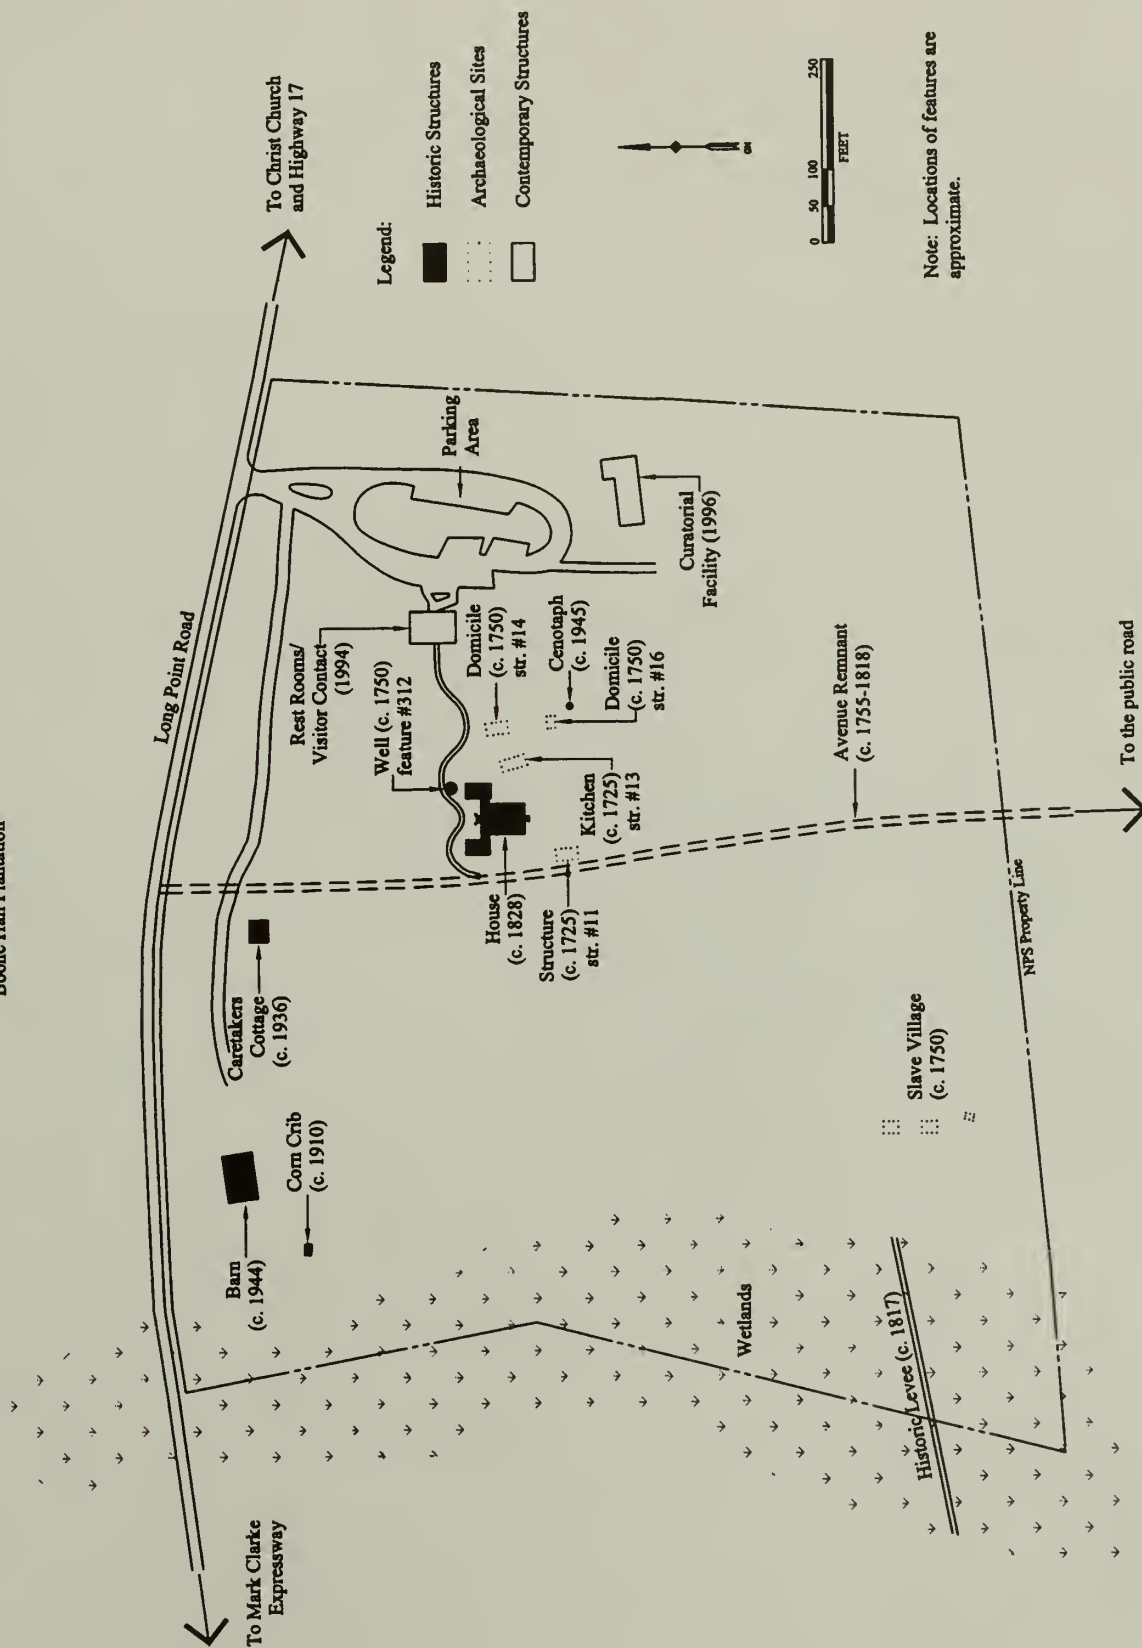 Long Point Road
To Christ Church
and Highway 17
To Mark Clarke
Expressway
Barn
(c. 1944)
Corn Crib
(c. 1910)
Caretakers
Cottage
(c. 1936)
Rest Rooms/
Visitor Contact
(1994)
Well (c. 1750)
feature #312
Parking
Area
Domicile
(c. 1750)
str. #14
House
(c. 1828)
Structure
(c. 1725)
str. #11
Kitchen
(c. 1725)
str. #13
Cenotaph
(c. 1945)
Domicile
(c. 1750)
str. #16
Curatorial
Facility (1996)
Wetlands
Historic Levee (c. 1817)
Slave Village
(c. 1750)
Avenue Remnant
(c. 1755-1818)
NPS Property Line
To the public road
Legend:
Historic Structures
Archaeological Sites
Contemporary Structures
0 50 100 250
FEET
Note: Locations of features are
approximate.